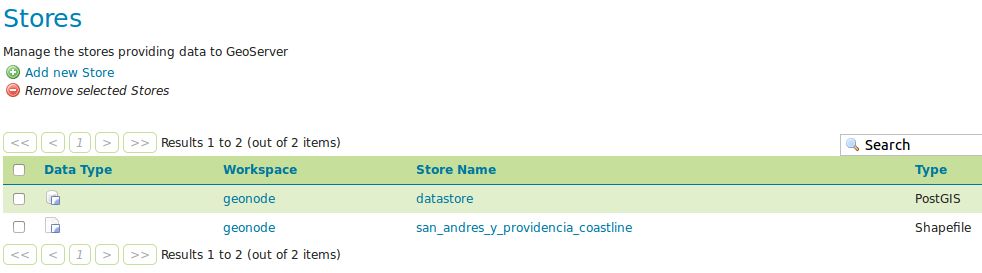 Stores
Manage the stores providing data to GeoServer
Add new Store
Remove selected Stores
<< < 1 > >> Results 1 to 2 (out of 2 items)
Search
Data Type Workspace Store Name Type
geonode datastore PostGIS
geonode san_andres_y_providencia_coastline Shapefile
<< < 1 > >> Results 1 to 2 (out of 2 items)